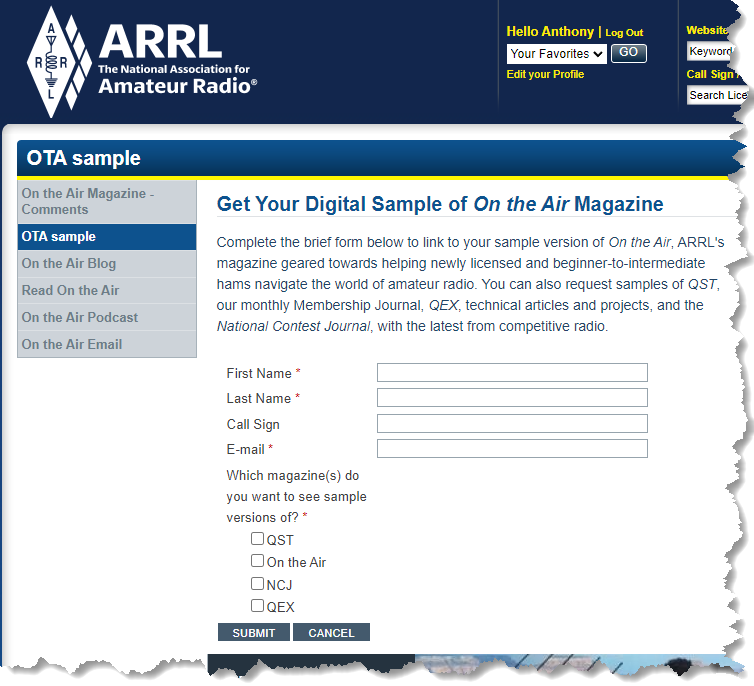 A
R R
L
ARRL
The National Association for
Amateur Radio®
Hello Anthony | Log Out
Your Favorites GO
Edit your Profile
Website
Keyword
Call Sign
Search Lice
OTA sample
On the Air Magazine -
Comments
OTA sample
On the Air Blog
Read On the Air
On the Air Podcast
On the Air Email
Get Your Digital Sample of On the Air Magazine
Complete the brief form below to link to your sample version of On the Air, ARRL's
magazine geared towards helping newly licensed and beginner-to-intermediate
hams navigate the world of amateur radio. You can also request samples of QST,
our monthly Membership Journal, QEX, technical articles and projects, and the
National Contest Journal, with the latest from competitive radio.
First Name *
Last Name *
Call Sign
E-mail *
Which magazine(s) do
you want to see sample
versions of? *
QST
On the Air
NCJ
QEX
SUBMIT CANCEL